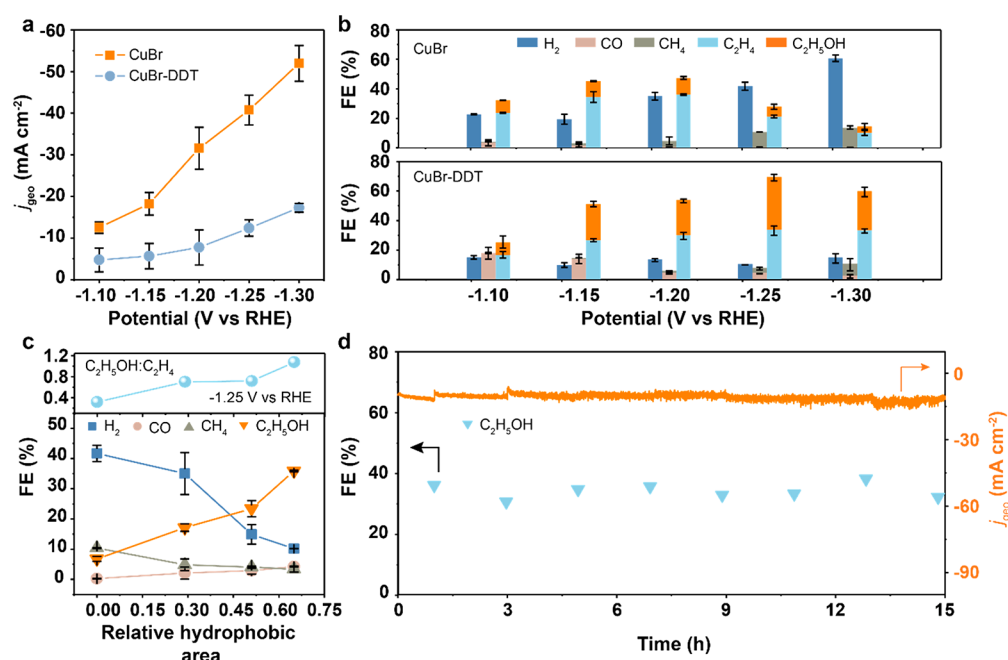 a
-60
-50
-40
-30
-20
-10
0
j_geo (mA cm⁻²)
CuBr
CuBr-DDT
-1.10 -1.15 -1.20 -1.25 -1.30
Potential (V vs RHE)
b
80
60
40
20
0
FE (%)
CuBr
H₂ CO CH₄ C₂H₄ C₂H₅OH
80
60
40
20
0
FE (%)
CuBr-DDT
-1.10 -1.15 -1.20 -1.25 -1.30
Potential (V vs RHE)
c
1.2
0.8
0.4
C₂H₅OH:C₂H₄
-1.25 V vs RHE
50
40
30
20
10
0
FE (%)
H₂ CO CH₄ C₂H₅OH
0.00 0.15 0.30 0.45 0.60 0.75
Relative hydrophobic
area
d
80
60
40
20
0
FE (%)
C₂H₅OH
0
-30
-60
-90
j_geo (mA cm⁻²)
0 3 6 9 12 15
Time (h)